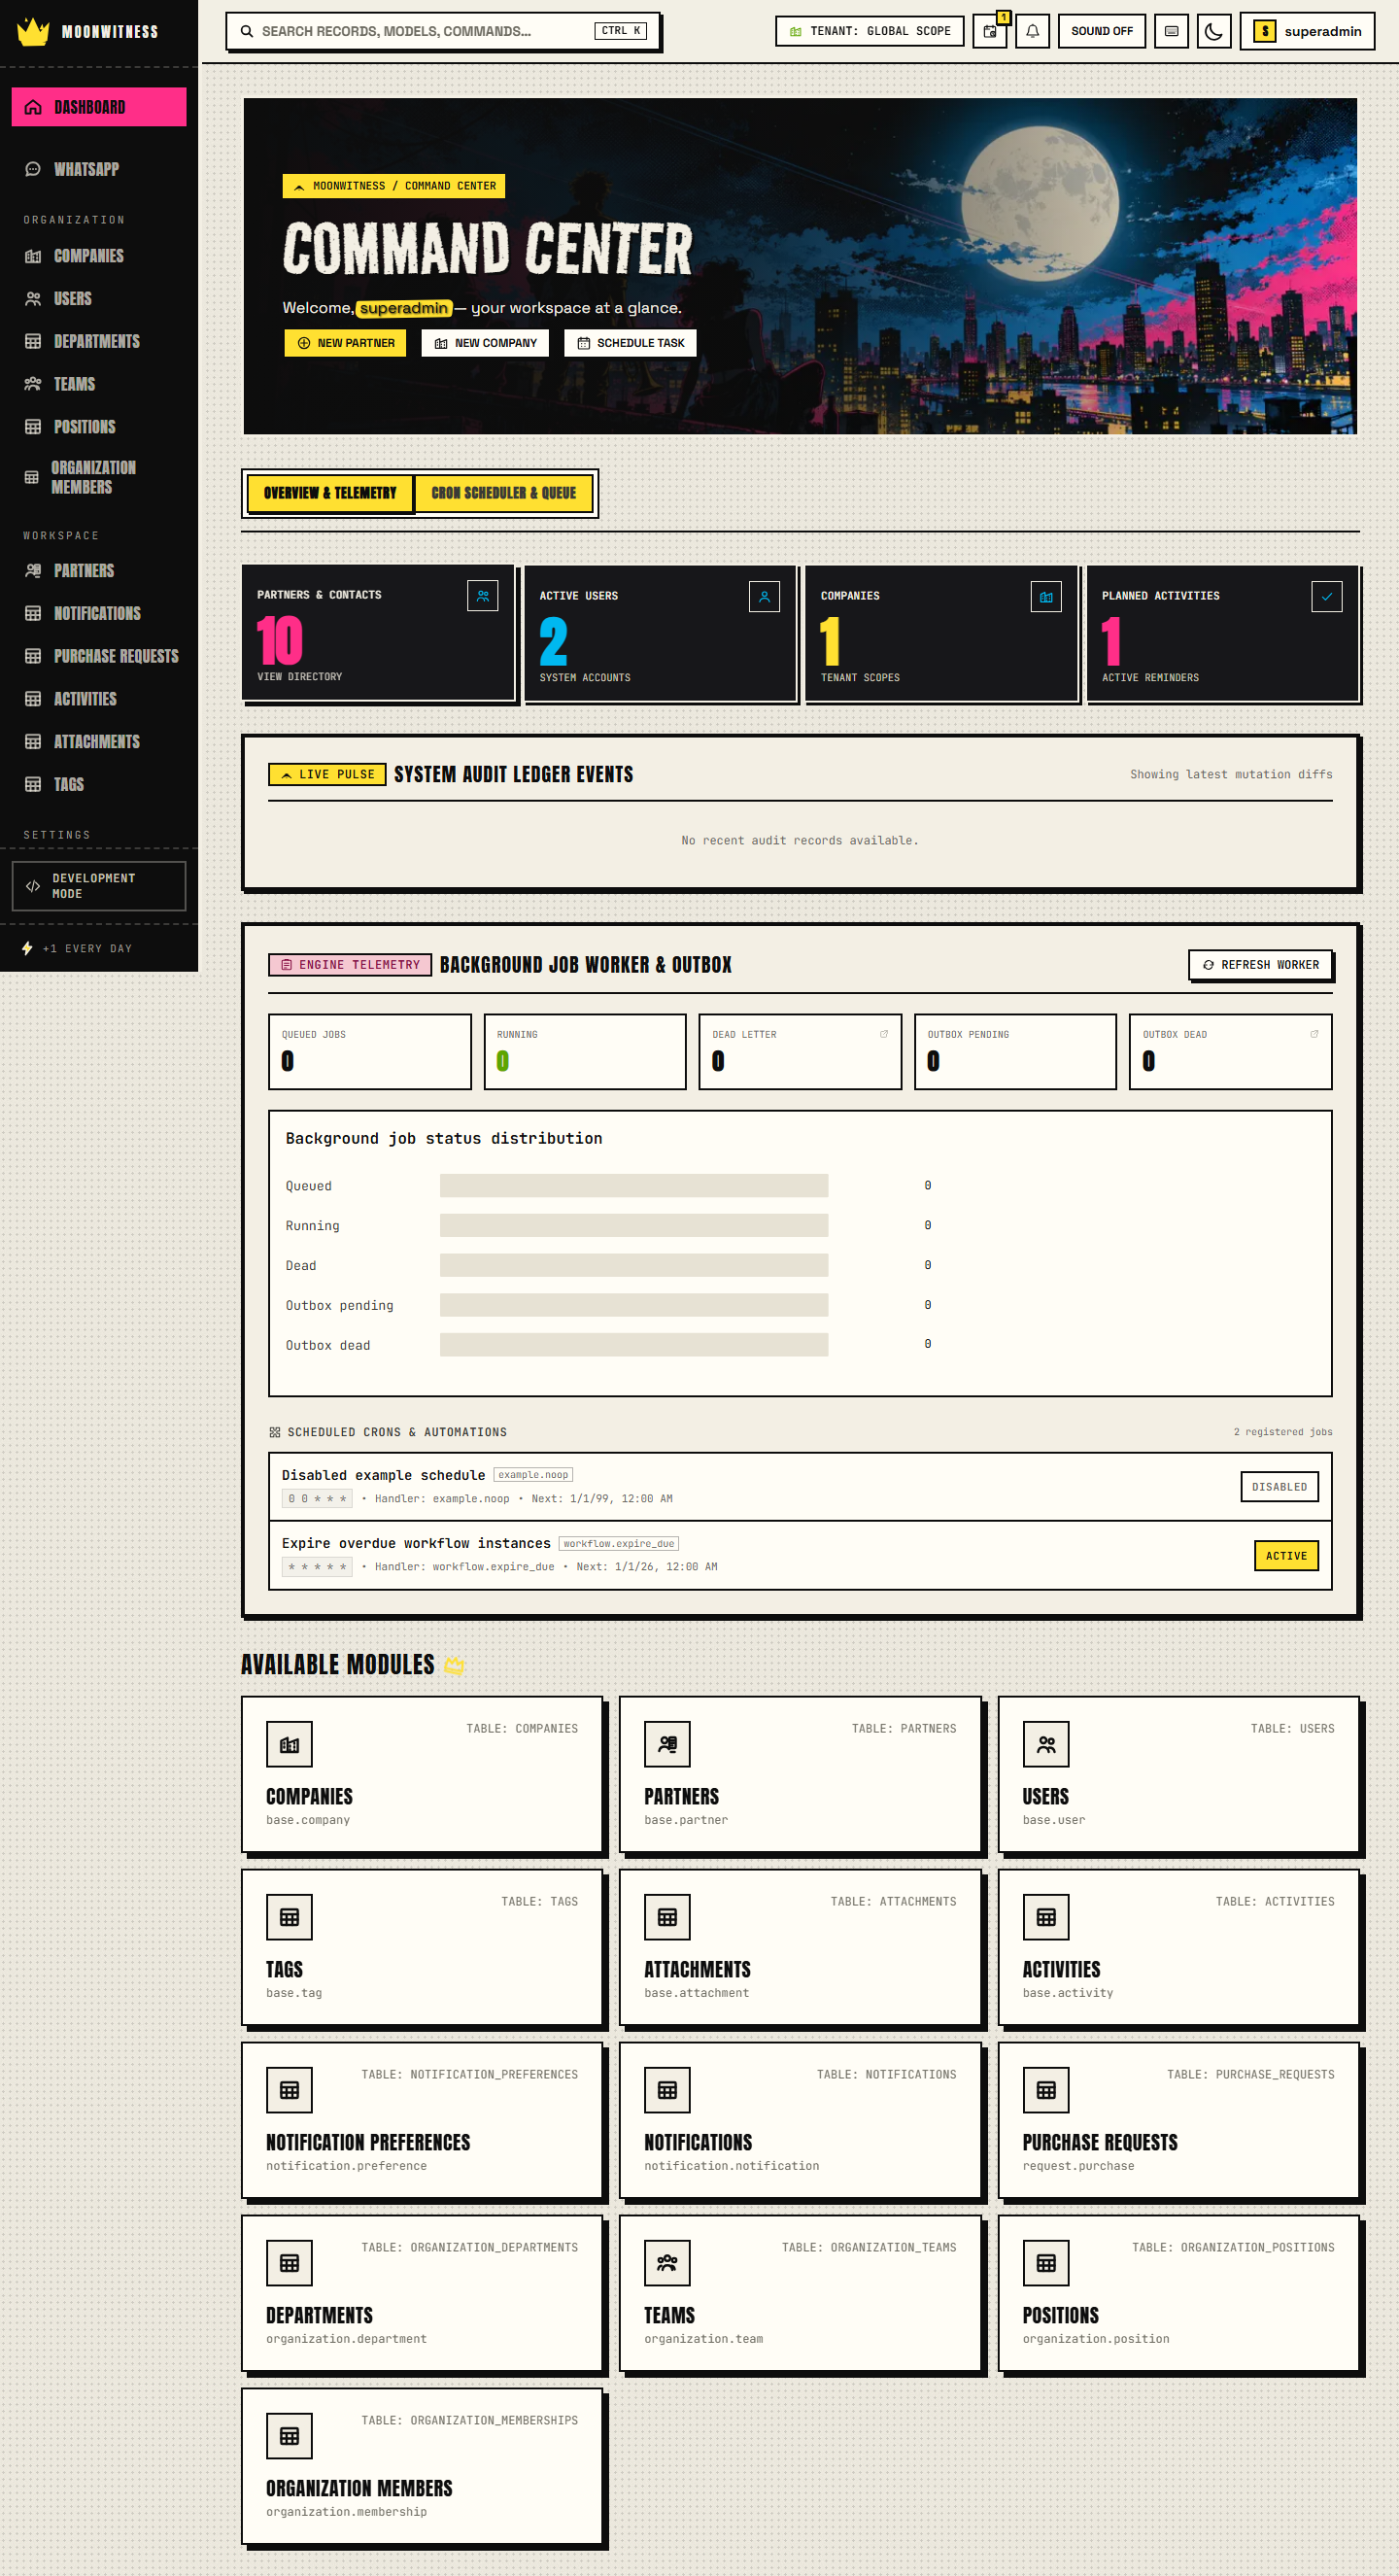 MOONWITNESS
SEARCH RECORDS, MODELS, COMMANDS...
CTRL K
TENANT: GLOBAL SCOPE
1
SOUND OFF
S
superadmin
DASHBOARD
WHATSAPP
ORGANIZATION
COMPANIES
USERS
DEPARTMENTS
TEAMS
POSITIONS
ORGANIZATION
MEMBERS
WORKSPACE
PARTNERS
NOTIFICATIONS
PURCHASE REQUESTS
ACTIVITIES
ATTACHMENTS
TAGS
SETTINGS
DEVELOPMENT
MODE
+1 EVERY DAY
MOONWITNESS / COMMAND CENTER
COMMAND CENTER
Welcome, superadmin — your workspace at a glance.
NEW PARTNER
NEW COMPANY
SCHEDULE TASK
OVERVIEW & TELEMETRY
CRON SCHEDULER & QUEUE
PARTNERS & CONTACTS
10
VIEW DIRECTORY
ACTIVE USERS
2
SYSTEM ACCOUNTS
COMPANIES
1
TENANT SCOPES
PLANNED ACTIVITIES
1
ACTIVE REMINDERS
LIVE PULSE
SYSTEM AUDIT LEDGER EVENTS
Showing latest mutation diffs
No recent audit records available.
ENGINE TELEMETRY
BACKGROUND JOB WORKER & OUTBOX
REFRESH WORKER
QUEUED JOBS
0
RUNNING
0
DEAD LETTER
0
OUTBOX PENDING
0
OUTBOX DEAD
0
Background job status distribution
Queued 0
Running 0
Dead 0
Outbox pending 0
Outbox dead 0
SCHEDULED CRONS & AUTOMATIONS
2 registered jobs
Disabled example schedule example.noop
0 0 * * * • Handler: example.noop • Next: 1/1/99, 12:00 AM
DISABLED
Expire overdue workflow instances workflow.expire_due
* * * * * • Handler: workflow.expire_due • Next: 1/1/26, 12:00 AM
ACTIVE
AVAILABLE MODULES
TABLE: COMPANIES
COMPANIES
base.company
TABLE: PARTNERS
PARTNERS
base.partner
TABLE: USERS
USERS
base.user
TABLE: TAGS
TAGS
base.tag
TABLE: ATTACHMENTS
ATTACHMENTS
base.attachment
TABLE: ACTIVITIES
ACTIVITIES
base.activity
TABLE: NOTIFICATION_PREFERENCES
NOTIFICATION PREFERENCES
notification.preference
TABLE: NOTIFICATIONS
NOTIFICATIONS
notification.notification
TABLE: PURCHASE_REQUESTS
PURCHASE REQUESTS
request.purchase
TABLE: ORGANIZATION_DEPARTMENTS
DEPARTMENTS
organization.department
TABLE: ORGANIZATION_TEAMS
TEAMS
organization.team
TABLE: ORGANIZATION_POSITIONS
POSITIONS
organization.position
TABLE: ORGANIZATION_MEMBERSHIPS
ORGANIZATION MEMBERS
organization.membership